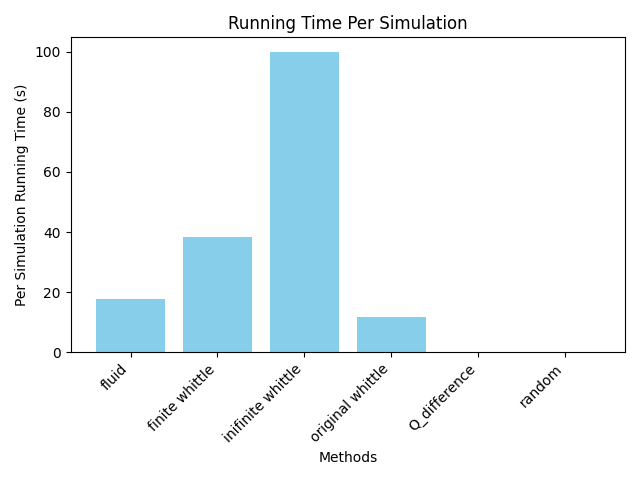 Running Time Per Simulation
Per Simulation Running Time (s)
100
80
60
40
20
0
fluid
finite whittle
inifinite whittle
original whittle
Q_difference
random
Methods